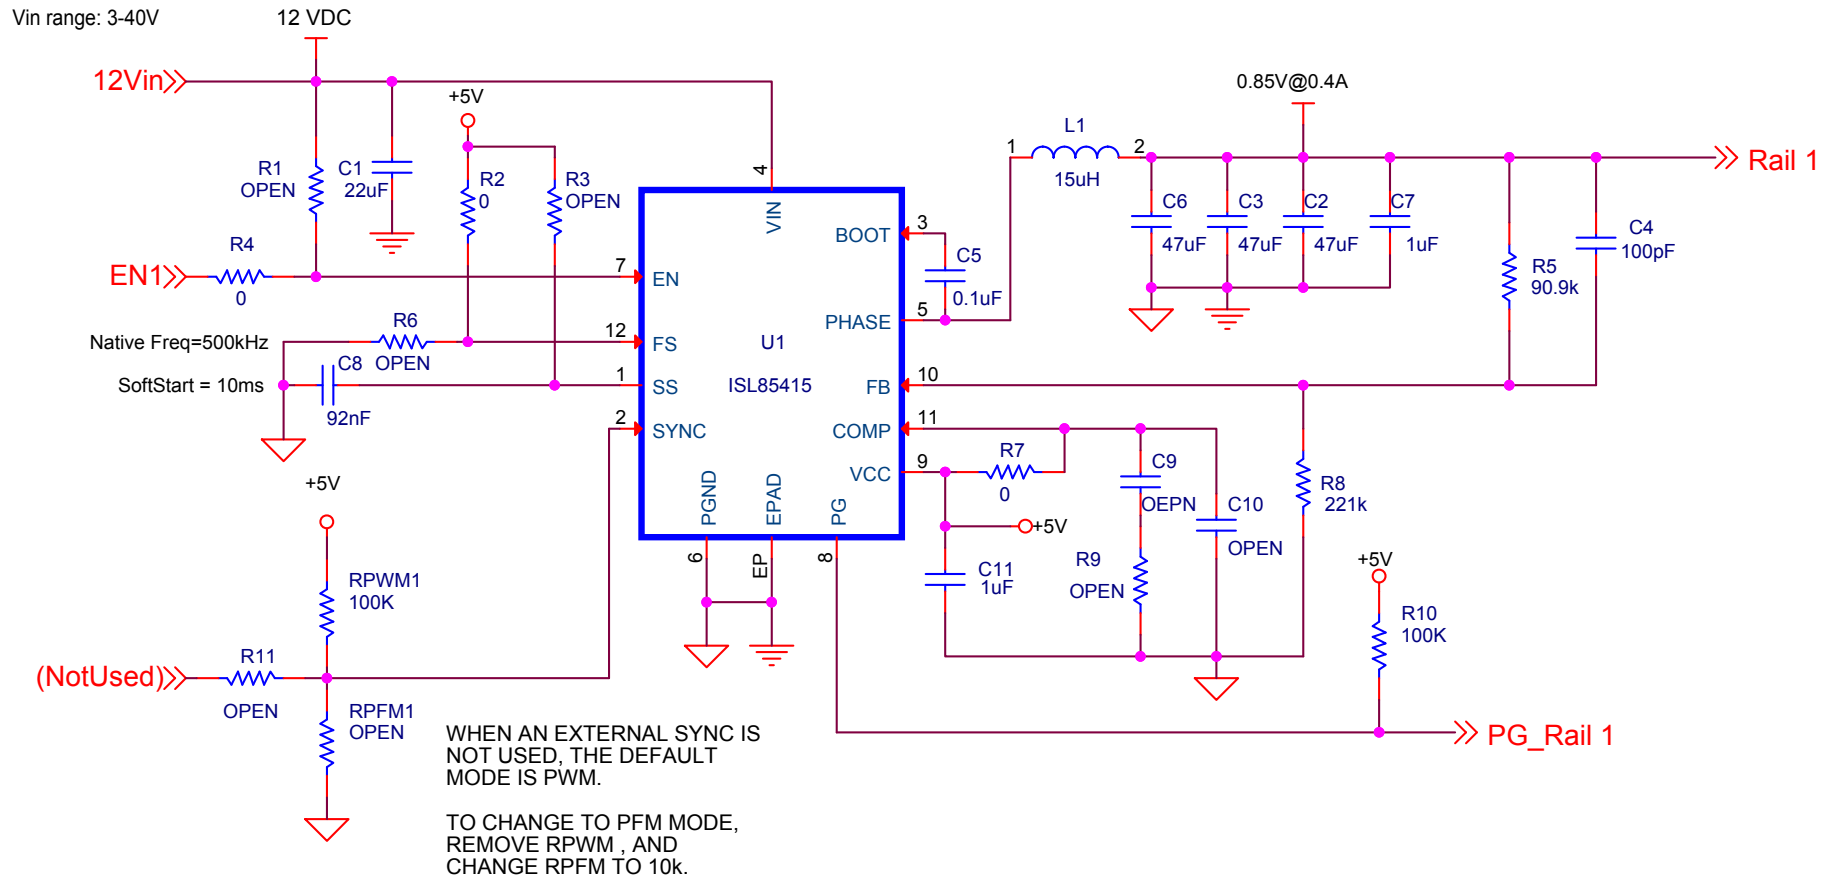 Vin range: 3-40V
12 VDC
12Vin
+5V
R1
OPEN
C1
22uF
R2
0
R3
OPEN
R4
0
EN1
7
EN
4
VIN
Native Freq=500kHz
R6
OPEN
12
FS
SoftStart = 10ms
C8
92nF
1
SS
2
SYNC
U1
ISL85415
BOOT
3
C5
0.1uF
PHASE
5
FB
10
COMP
11
VCC
9
PGND
6
EPAD
EP
PG
8
1
L1
2
15uH
0.85V@0.4A
Rail 1
C6
47uF
C3
47uF
C2
47uF
C7
1uF
R5
90.9k
C4
100pF
R7
0
C9
OEPN
C10
OPEN
R8
221k
+5V
C11
1uF
R9
OPEN
+5V
R10
100K
PG_Rail 1
+5V
RPWM1
100K
(NotUsed)
R11
OPEN
RPFM1
OPEN
WHEN AN EXTERNAL SYNC IS
NOT USED, THE DEFAULT
MODE IS PWM.
TO CHANGE TO PFM MODE,
REMOVE RPWM , AND
CHANGE RPFM TO 10k.